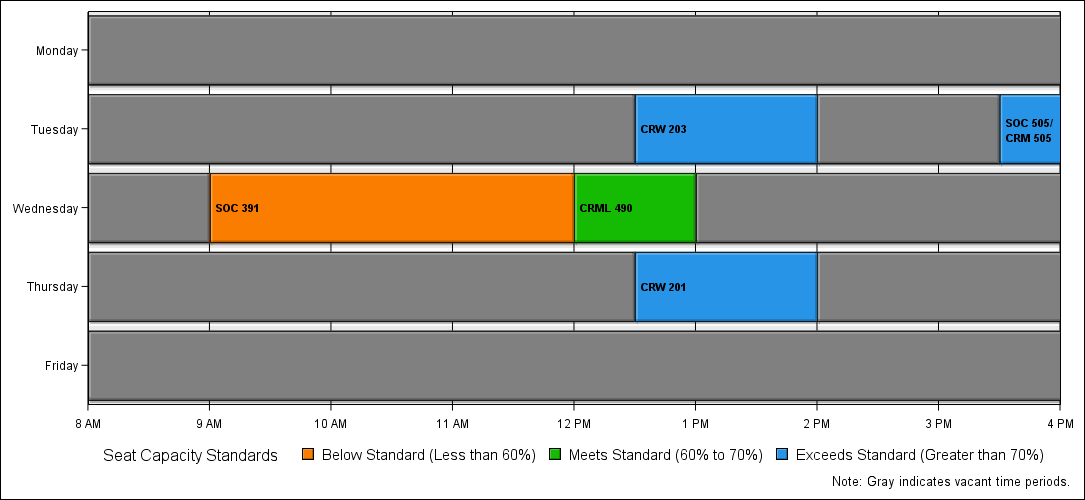 Monday
Tuesday
CRW 203
SOC 505/
CRM 505
Wednesday
SOC 391
CRML 490
Thursday
CRW 201
Friday
8 AM 9 AM 10 AM 11 AM 12 PM 1 PM 2 PM 3 PM 4 PM
Seat Capacity Standards Below Standard (Less than 60%) Meets Standard (60% to 70%) Exceeds Standard (Greater than 70%)
Note: Gray indicates vacant time periods.